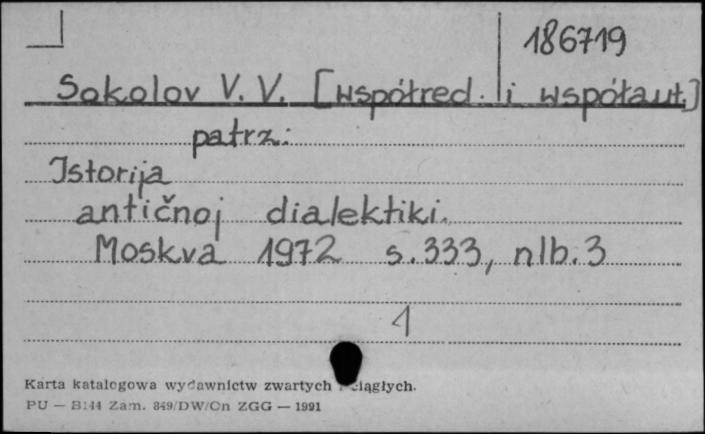 186719
Sokolov V. V. [współred. i współaut.]
patrz:
Istorija
antičnoj dialektiki.
Moskva 1972 s. 333, nlb. 3
1
Karta katalogowa wydawnictw zwartych ciągłych.
PU — B144 Zam. 849/DW/Cn ZGG — 1991